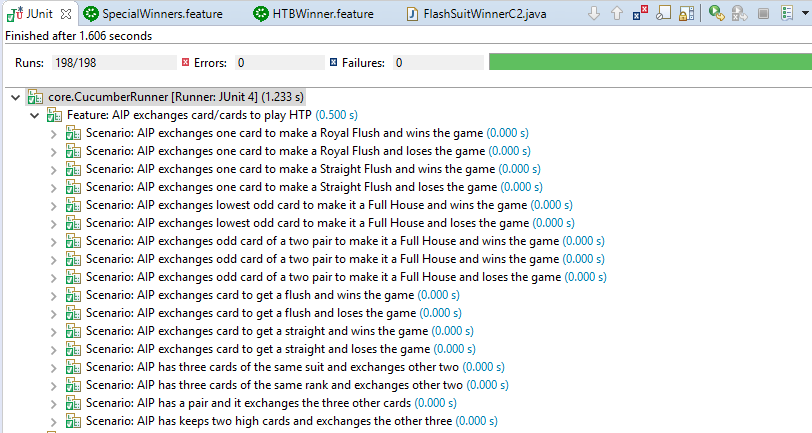 JUnit SpecialWinners.feature HTBWinner.feature FlashSuitWinnerC2.java
Finished after 1.606 seconds
Runs: 198/198 Errors: 0 Failures: 0
core.CucumberRunner [Runner: JUnit 4] (1.233 s)
Feature: AIP exchanges card/cards to play HTP (0.500 s)
Scenario: AIP exchanges one card to make a Royal Flush and wins the game (0.000 s)
Scenario: AIP exchanges one card to make a Royal Flush and loses the game (0.000 s)
Scenario: AIP exchanges one card to make a Straight Flush and wins the game (0.000 s)
Scenario: AIP exchanges one card to make a Straight Flush and loses the game (0.000 s)
Scenario: AIP exchanges lowest odd card to make it a Full House and wins the game (0.000 s)
Scenario: AIP exchanges lowest odd card to make it a Full House and loses the game (0.000 s)
Scenario: AIP exchanges odd card of a two pair to make it a Full House and wins the game (0.000 s)
Scenario: AIP exchanges odd card of a two pair to make it a Full House and wins the game (0.000 s)
Scenario: AIP exchanges odd card of a two pair to make it a Full House and loses the game (0.000 s)
Scenario: AIP exchanges card to get a flush and wins the game (0.000 s)
Scenario: AIP exchanges card to get a flush and loses the game (0.000 s)
Scenario: AIP exchanges card to get a straight and wins the game (0.000 s)
Scenario: AIP exchanges card to get a straight and loses the game (0.000 s)
Scenario: AIP has three cards of the same suit and exchanges other two (0.000 s)
Scenario: AIP has three cards of the same rank and exchanges other two (0.000 s)
Scenario: AIP has a pair and it exchanges the three other cards (0.000 s)
Scenario: AIP has keeps two high cards and exchanges the other three (0.000 s)